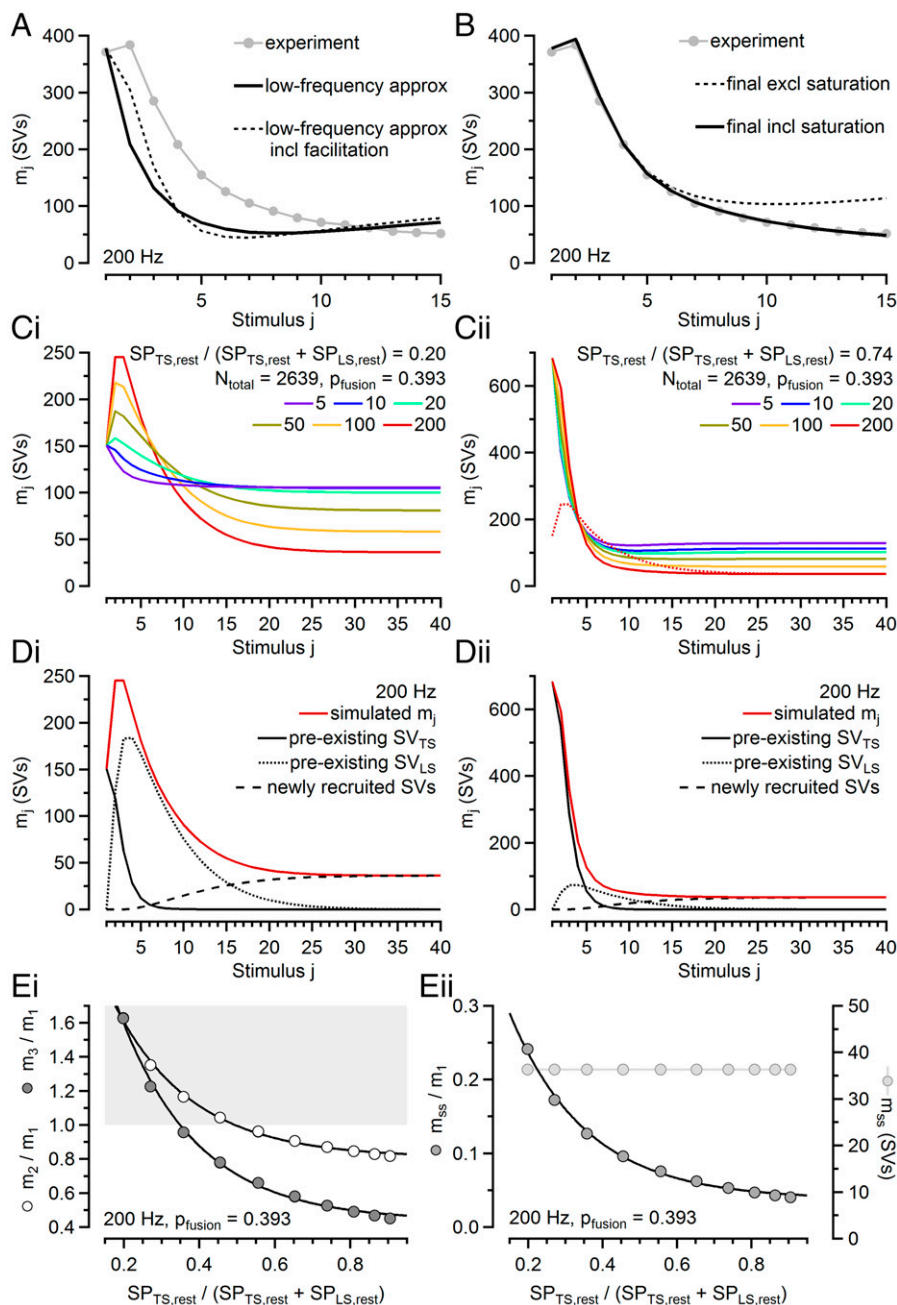 A
400
300
200
100
0
m_j (SVs)
experiment
low-frequency approx
low-frequency approx
incl facilitation
200 Hz
5
10
15
Stimulus j
B
400
300
200
100
0
m_j (SVs)
experiment
final excl saturation
final incl saturation
200 Hz
5
10
15
Stimulus j
Ci
250
200
150
100
50
0
m_j (SVs)
SP_TS,rest / (SP_TS,rest + SP_LS,rest) = 0.20
N_total = 2639, p_fusion = 0.393
5 10 20
50 100 200
5 10 15 20 25 30 35 40
Stimulus j
Cii
600
400
200
0
m_j (SVs)
SP_TS,rest / (SP_TS,rest + SP_LS,rest) = 0.74
N_total = 2639, p_fusion = 0.393
5 10 20
50 100 200
5 10 15 20 25 30 35 40
Stimulus j
Di
250
200
150
100
50
0
m_j (SVs)
200 Hz
simulated m_j
pre-existing SV_TS
pre-existing SV_LS
newly recruited SVs
5 10 15 20 25 30 35 40
Stimulus j
Dii
600
400
200
0
m_j (SVs)
200 Hz
simulated m_j
pre-existing SV_TS
pre-existing SV_LS
newly recruited SVs
5 10 15 20 25 30 35 40
Stimulus j
Ei
m_3 / m_1
m_2 / m_1
1.6
1.4
1.2
1.0
0.8
0.6
0.4
200 Hz, p_fusion = 0.393
0.2 0.4 0.6 0.8
SP_TS,rest / (SP_TS,rest + SP_LS,rest)
Eii
m_ss / m_1
0.3
0.2
0.1
0.0
50
40
30
20
10
0
m_ss (SVs)
200 Hz, p_fusion = 0.393
0.2 0.4 0.6 0.8
SP_TS,rest / (SP_TS,rest + SP_LS,rest)